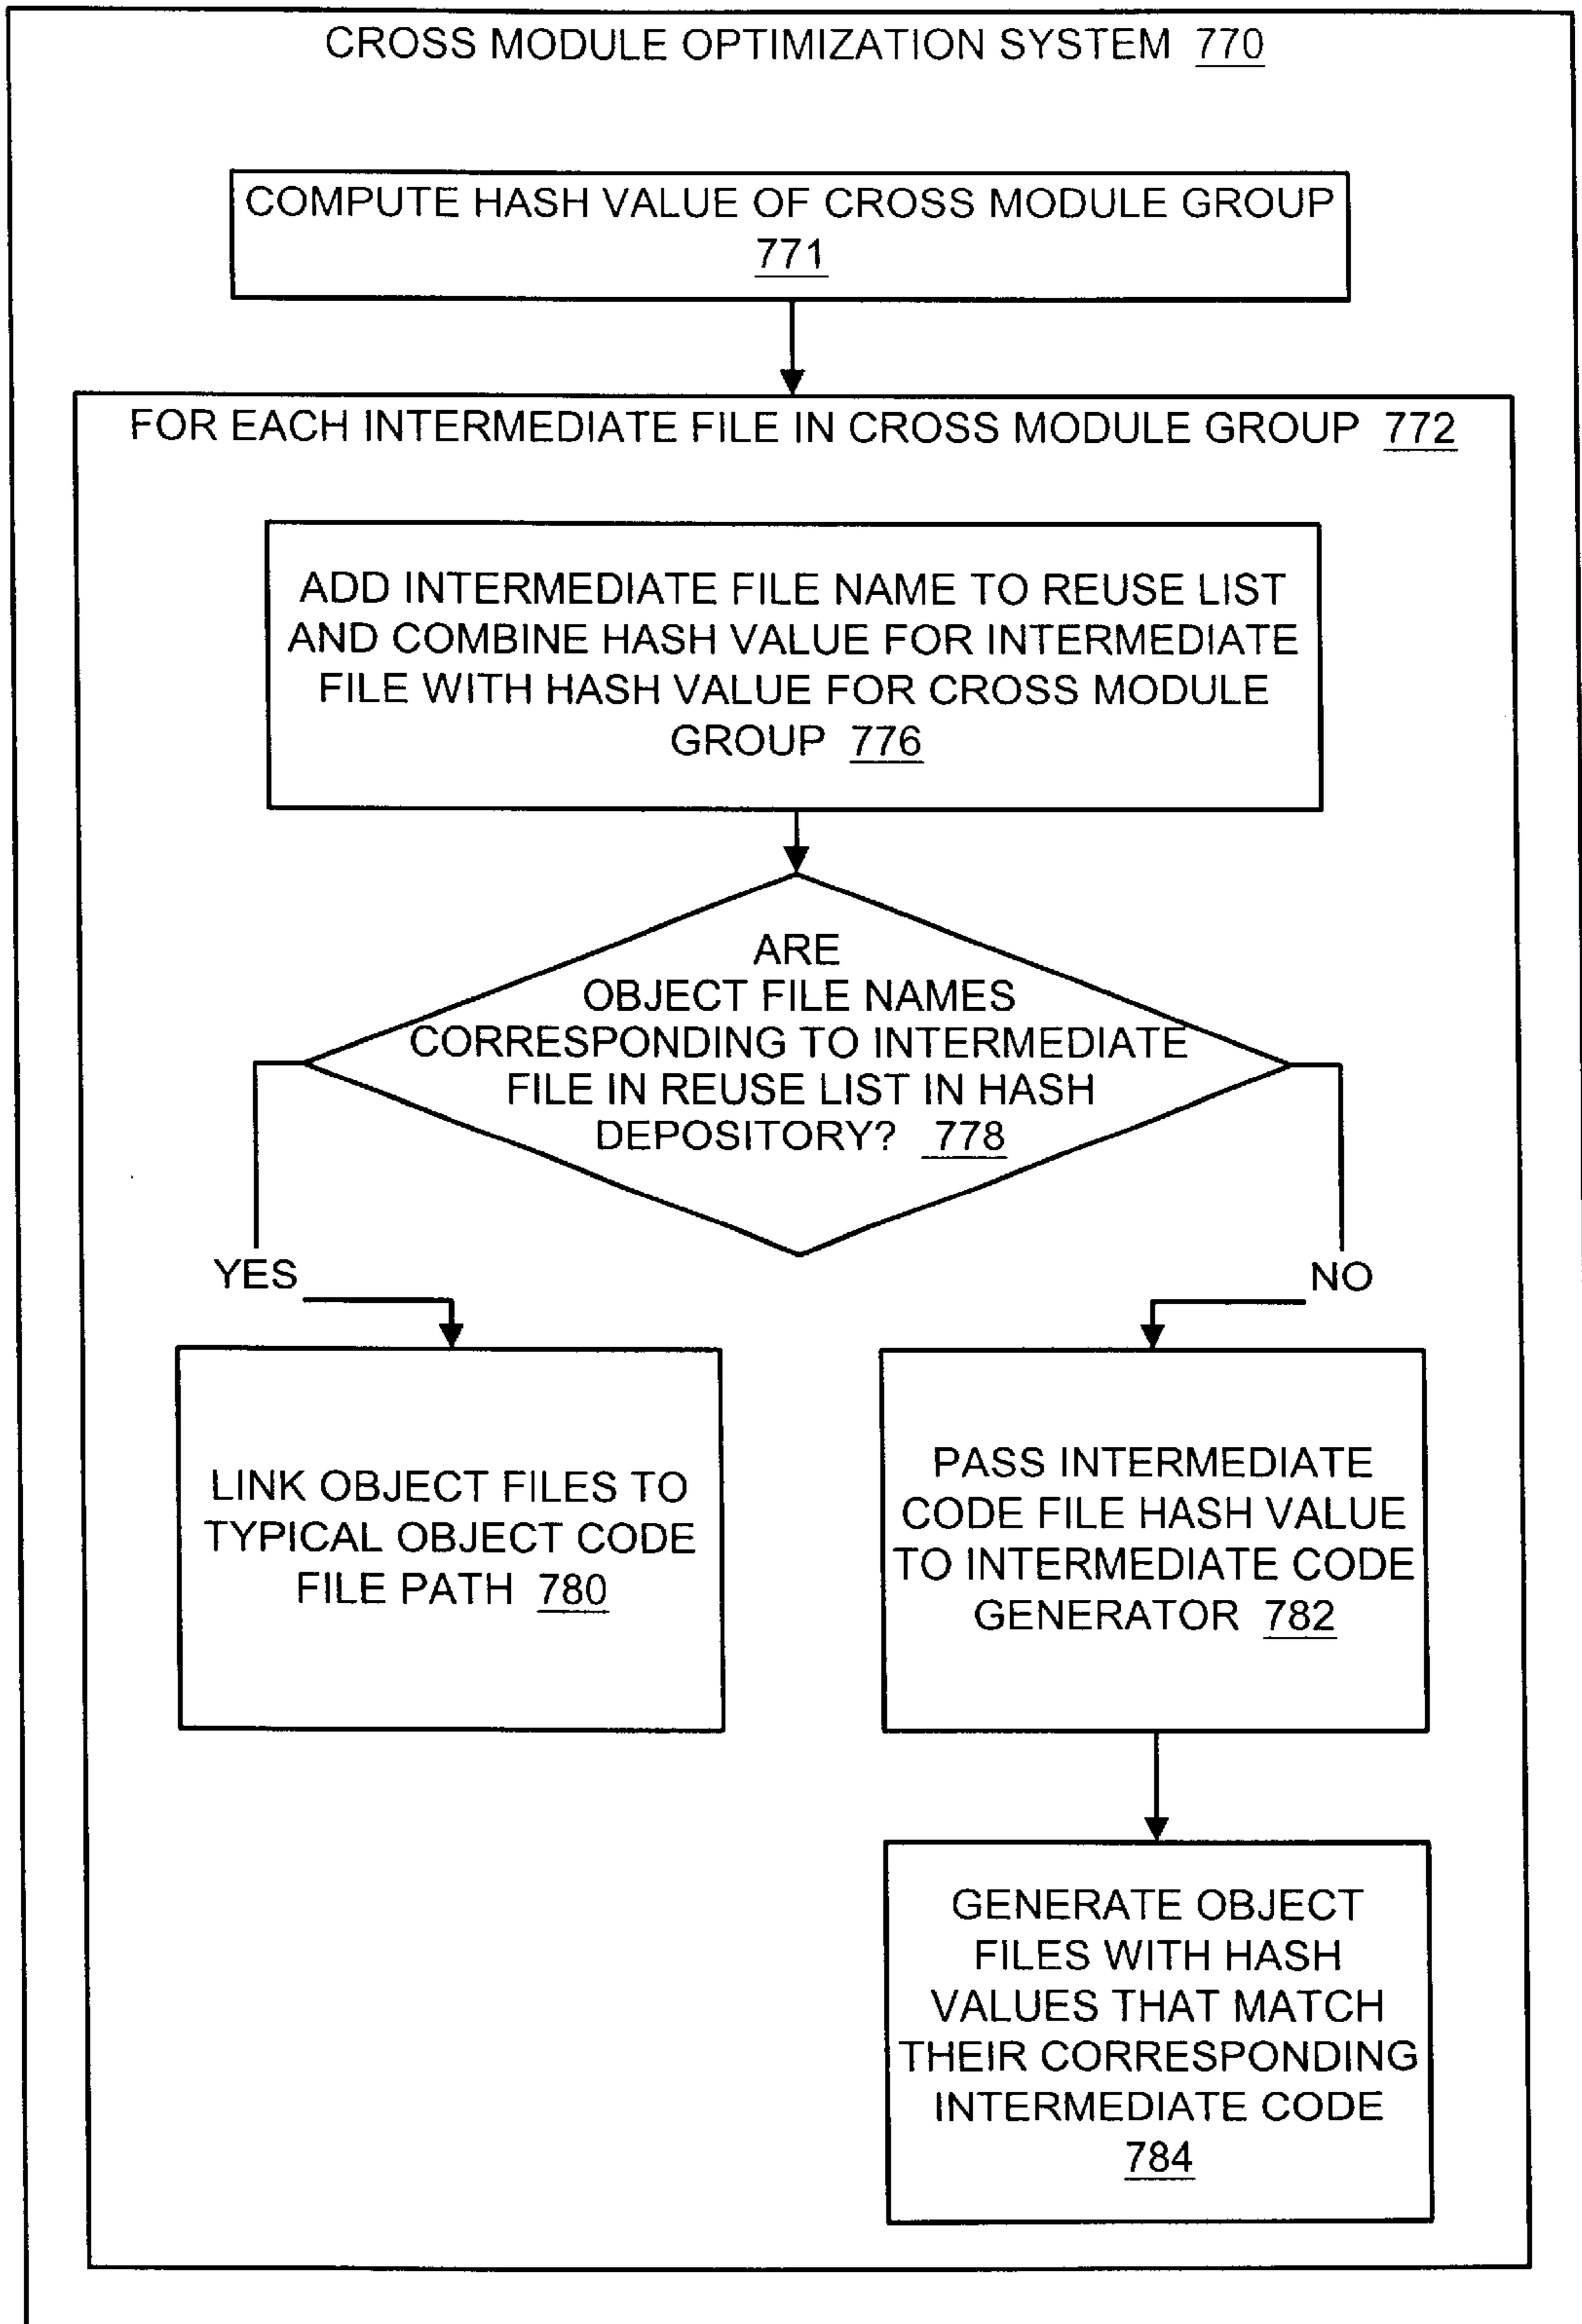 CROSS MODULE OPTIMIZATION SYSTEM 770
COMPUTE HASH VALUE OF CROSS MODULE GROUP
771
FOR EACH INTERMEDIATE FILE IN CROSS MODULE GROUP 772
ADD INTERMEDIATE FILE NAME TO REUSE LIST
AND COMBINE HASH VALUE FOR INTERMEDIATE
FILE WITH HASH VALUE FOR CROSS MODULE
GROUP 776
ARE
OBJECT FILE NAMES
CORRESPONDING TO INTERMEDIATE
FILE IN REUSE LIST IN HASH
DEPOSITORY? 778
YES
NO
LINK OBJECT FILES TO
TYPICAL OBJECT CODE
FILE PATH 780
PASS INTERMEDIATE
CODE FILE HASH VALUE
TO INTERMEDIATE CODE
GENERATOR 782
GENERATE OBJECT
FILES WITH HASH
VALUES THAT MATCH
THEIR CORRESPONDING
INTERMEDIATE CODE
784